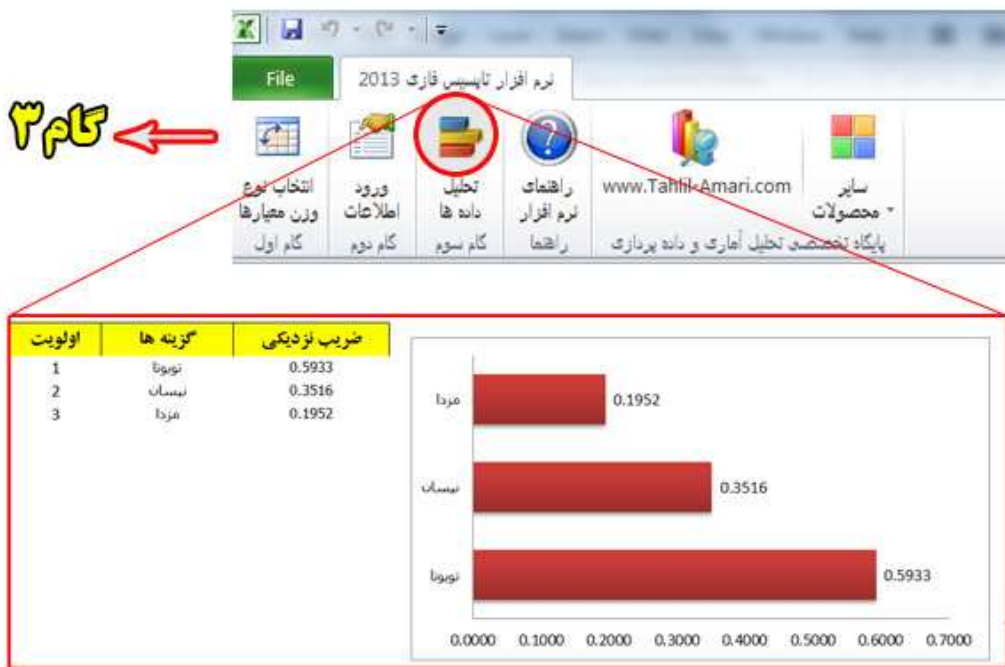 File
نرم افزار تاپسیس فازی 2013
گام ۳
انتخاب نوع
وزن معیارها
گام اول
ورود
اطلاعات
گام دوم
تحلیل
داده ها
گام سوم
راهنمای
نرم افزار
راهنما
www.Tahlil-Amari.com
سایر
محصولات
پایگاه تخصصی تحلیل آماری و داده پردازی
اولویت گزینه ها ضریب نزدیکی
1 تویوتا 0.5933
2 نیسان 0.3516
3 مزدا 0.1952
مزدا 0.1952
نیسان 0.3516
تویوتا 0.5933
0.0000 0.1000 0.2000 0.3000 0.4000 0.5000 0.6000 0.7000